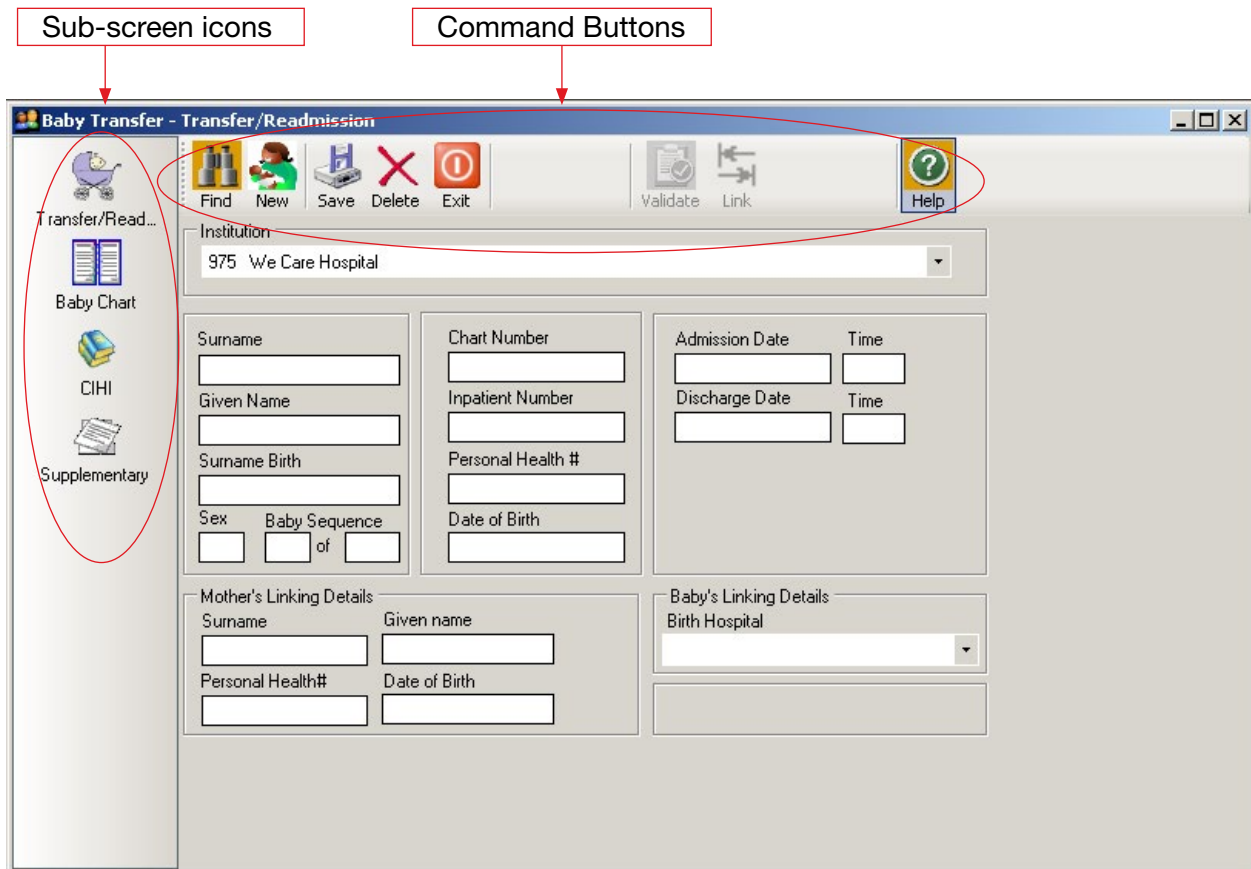 Sub-screen icons
Command Buttons
Baby Transfer - Transfer/Readmission
Find New Save Delete Exit Validate Link Help
Transfer/Read...
Baby Chart
CIHI
Supplementary
Institution
975 We Care Hospital
Surname
Given Name
Surname Birth
Sex Baby Sequence
of
Chart Number
Inpatient Number
Personal Health #
Date of Birth
Admission Date Time
Discharge Date Time
Mother's Linking Details
Surname Given name
Personal Health# Date of Birth
Baby's Linking Details
Birth Hospital